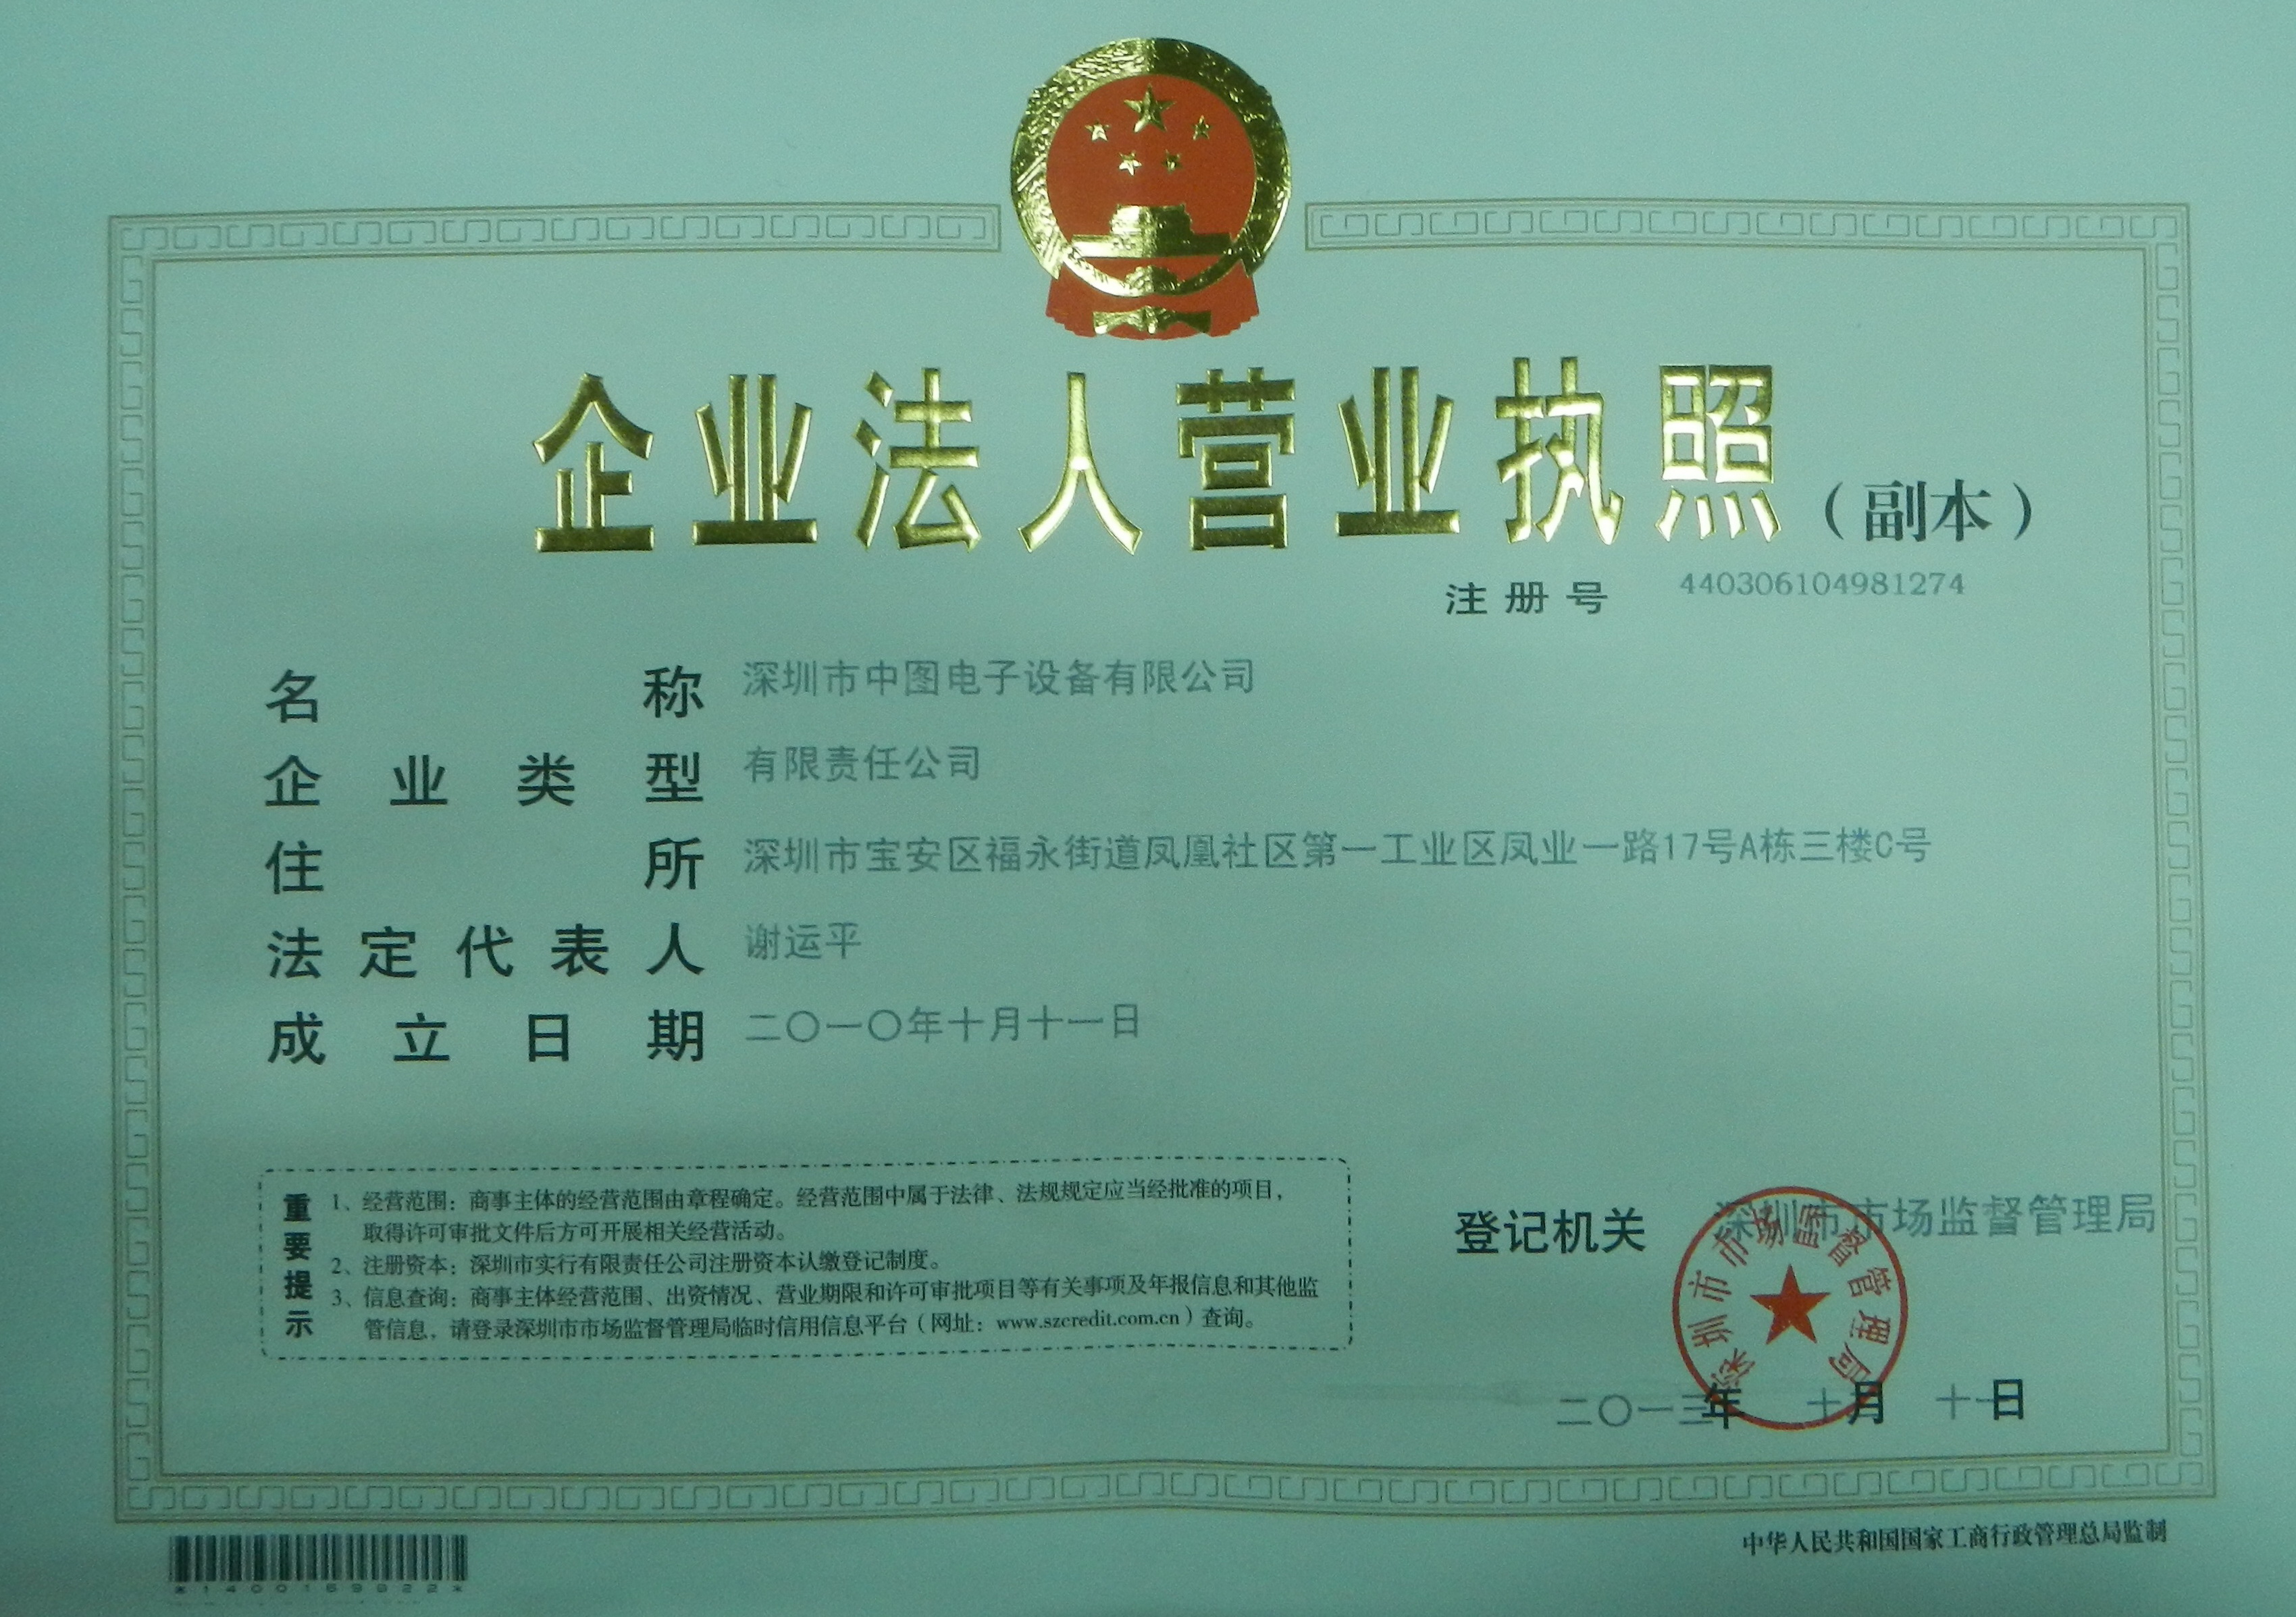 企业法人营业执照（副本）
注册号 440306104981274
名称 深圳市中图电子设备有限公司
企业类型 有限责任公司
住所 深圳市宝安区福永街道凤凰社区第一工业区凤业一路17号A栋三楼C号
法定代表人 谢运平
成立日期 二〇一〇年十月十一日
重要提示
1、经营范围：商事主体的经营范围由章程确定。经营范围中属于法律、法规规定应当经批准的项目，
取得许可审批文件后方可开展相关经营活动。
2、注册资本：深圳市实行有限责任公司注册资本认缴登记制度。
3、信息查询：商事主体经营范围、出资情况、营业期限和许可审批项目等有关事项及年报信息和其他监
管信息，请登录深圳市市场监督管理局临时信用信息平台（网址：www.szcredit.com.cn）查询。
登记机关 深圳市市场监督管理局
深圳市市场监督管理局
二〇一三年 十月 十一日
中华人民共和国国家工商行政管理总局监制